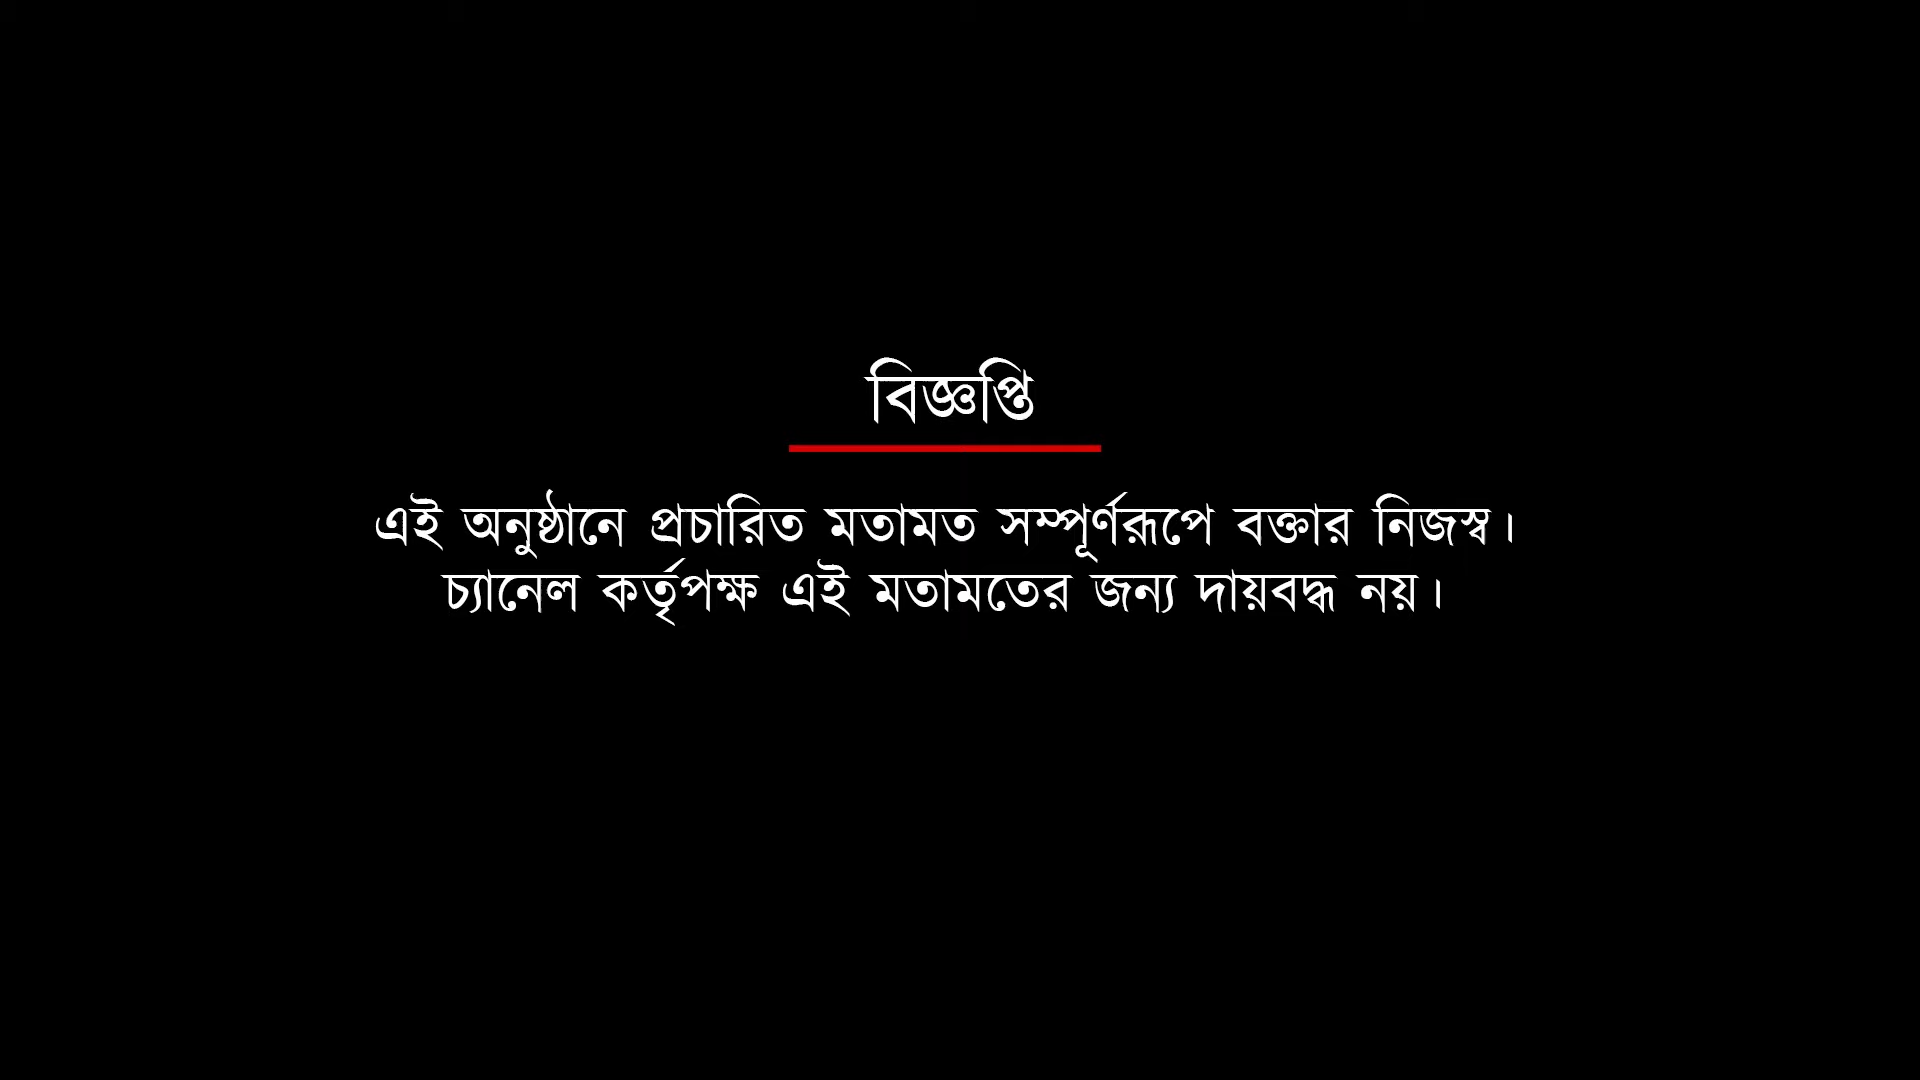 বিজ্ঞপ্তি
এই অনুষ্ঠানে প্রচারিত মতামত সম্পূর্ণরূপে বক্তার নিজস্ব।
চ্যানেল কর্তৃপক্ষ এই মতামতের জন্য দায়বদ্ধ নয়।